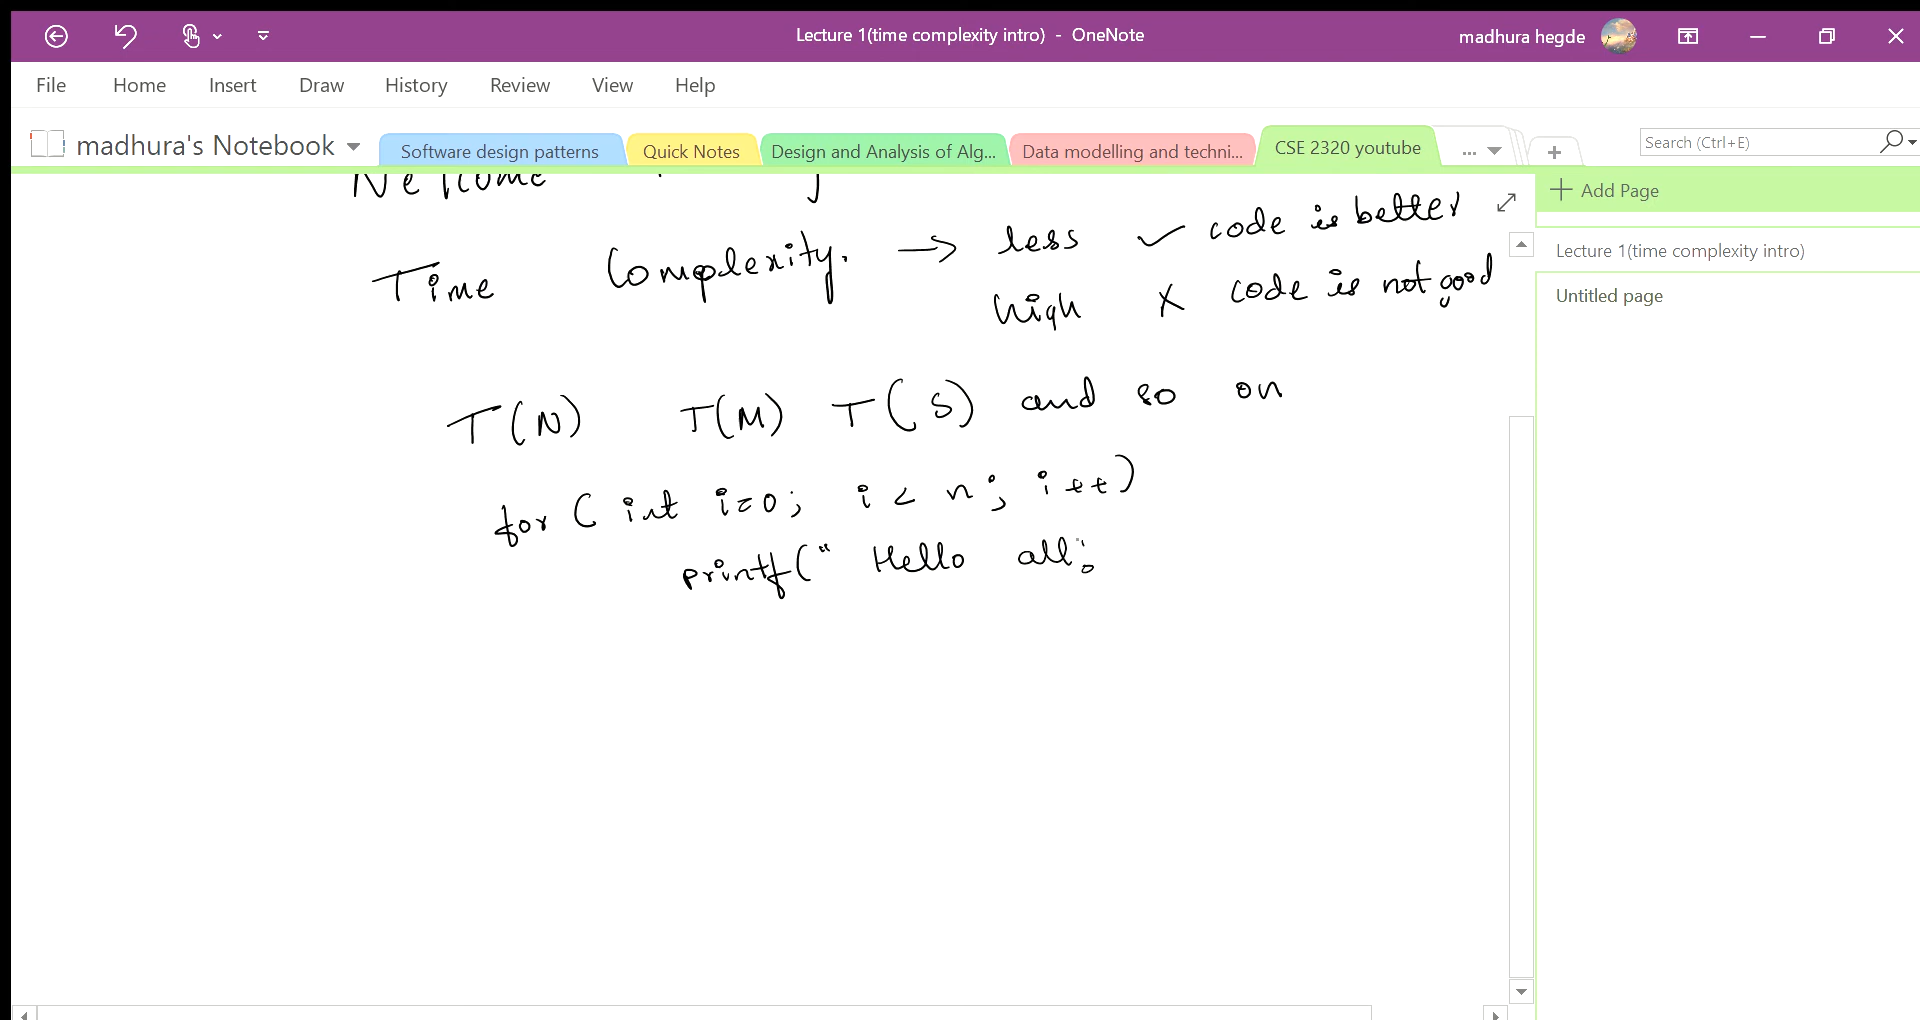 Lecture 1(time complexity intro) - OneNote
madhura hegde
File Home Insert Draw History Review View Help
madhura's Notebook
Software design patterns
Quick Notes
Design and Analysis of Alg...
Data modelling and techni...
CSE 2320 youtube
...
Search (Ctrl+E)
Add Page
Lecture 1(time complexity intro)
Untitled page
Time Complexity. → less ✓ code is better
high X code is not good
T(N) T(M) T(S) and so on
for ( int i=0; i < n; i++)
printf(" Hello all